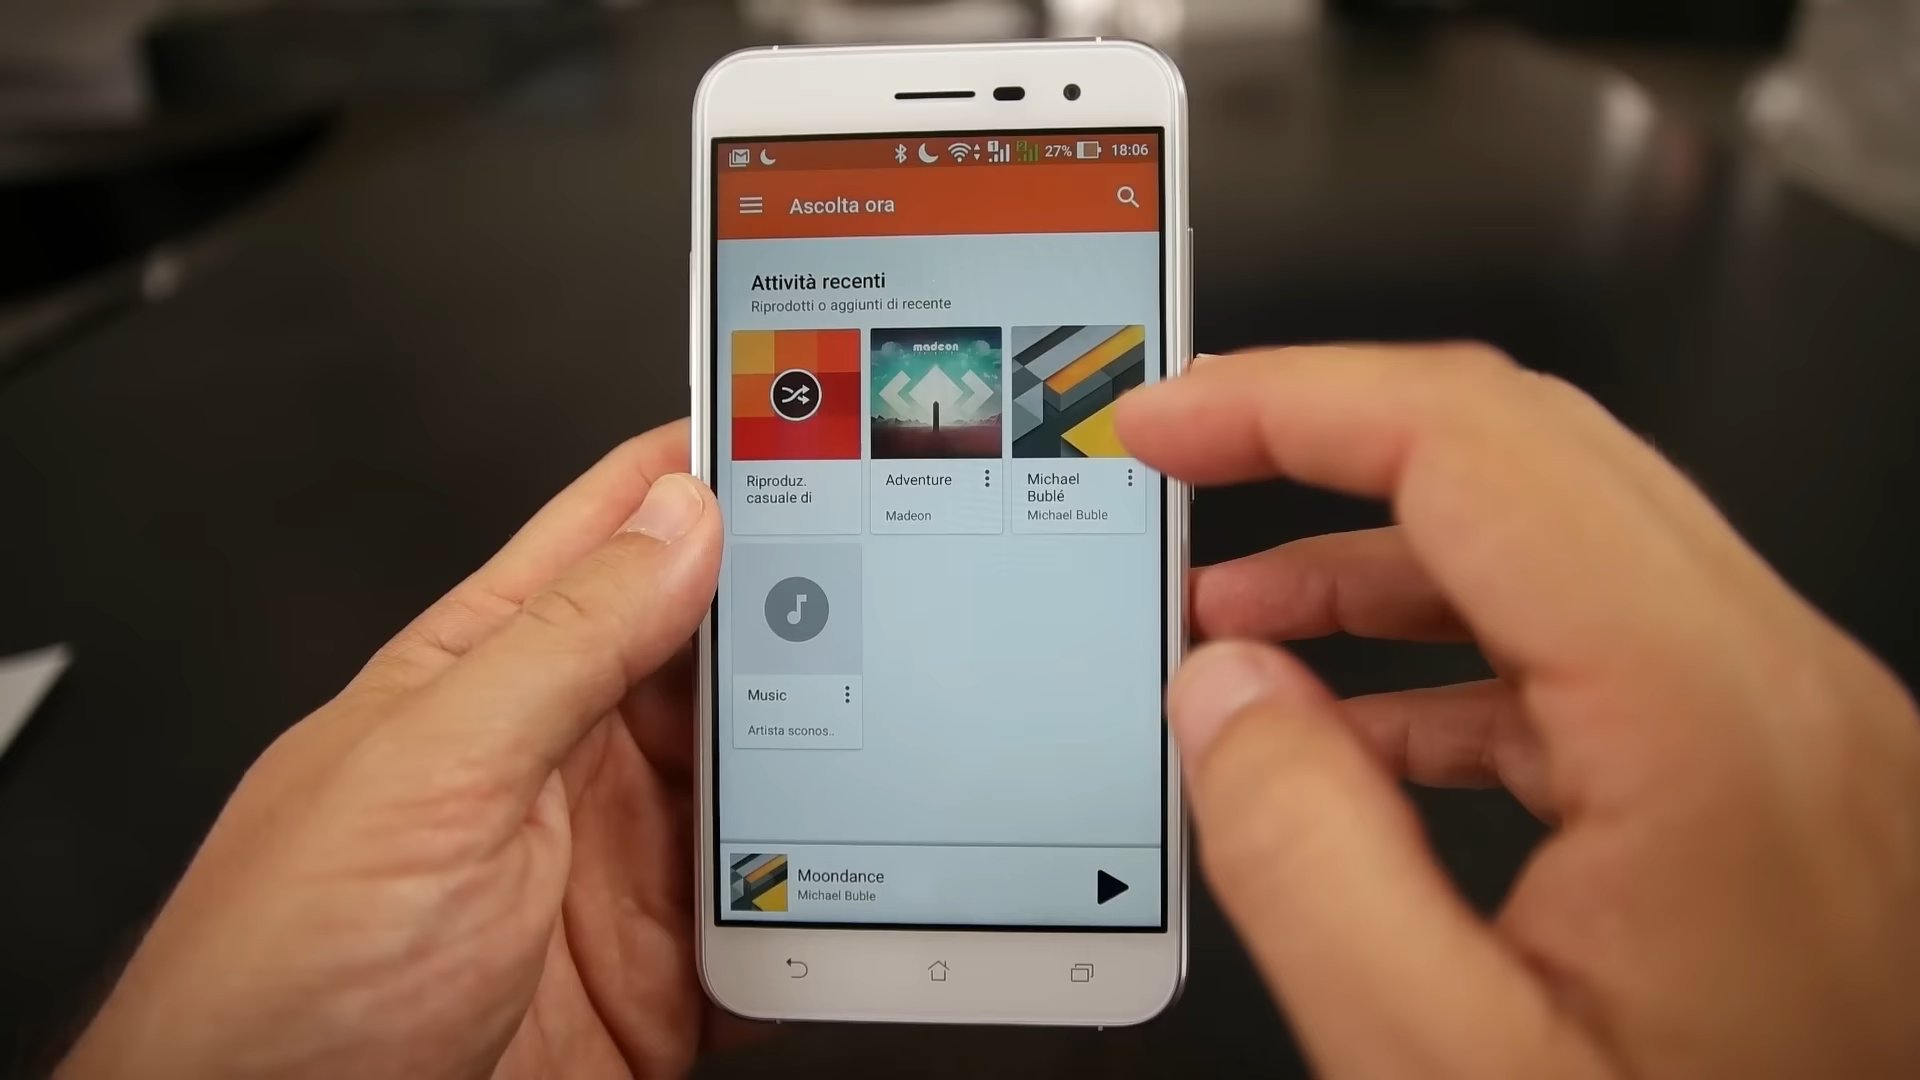 27% 18:06
Ascolta ora
Attività recenti
Riprodotti o aggiunti di recente
madeon
Riproduz.
casuale di
Adventure
Madeon
Michael
Bublé
Michael Buble
Music
Artista sconos..
Moondance
Michael Buble